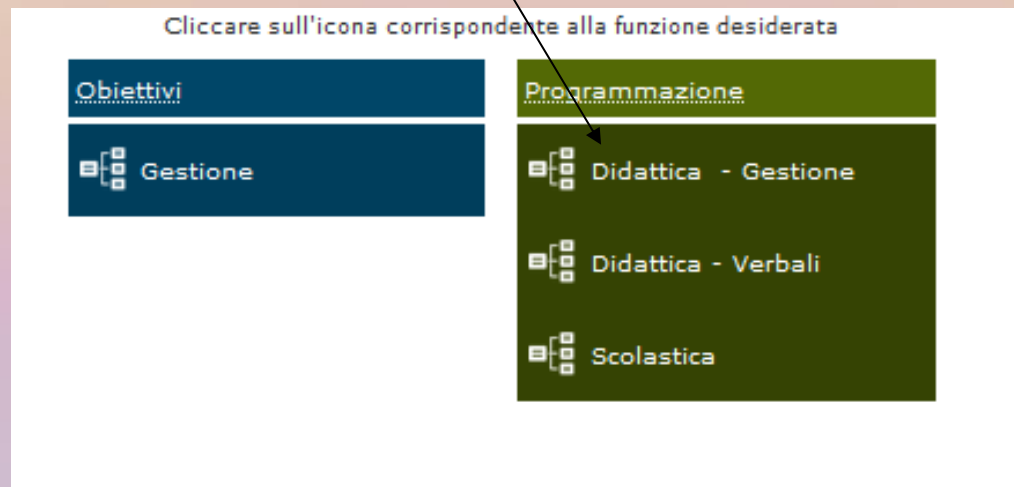 Cliccare sull'icona corrispondente alla funzione desiderata
Obiettivi
Gestione
Programmazione
Didattica - Gestione
Didattica - Verbali
Scolastica